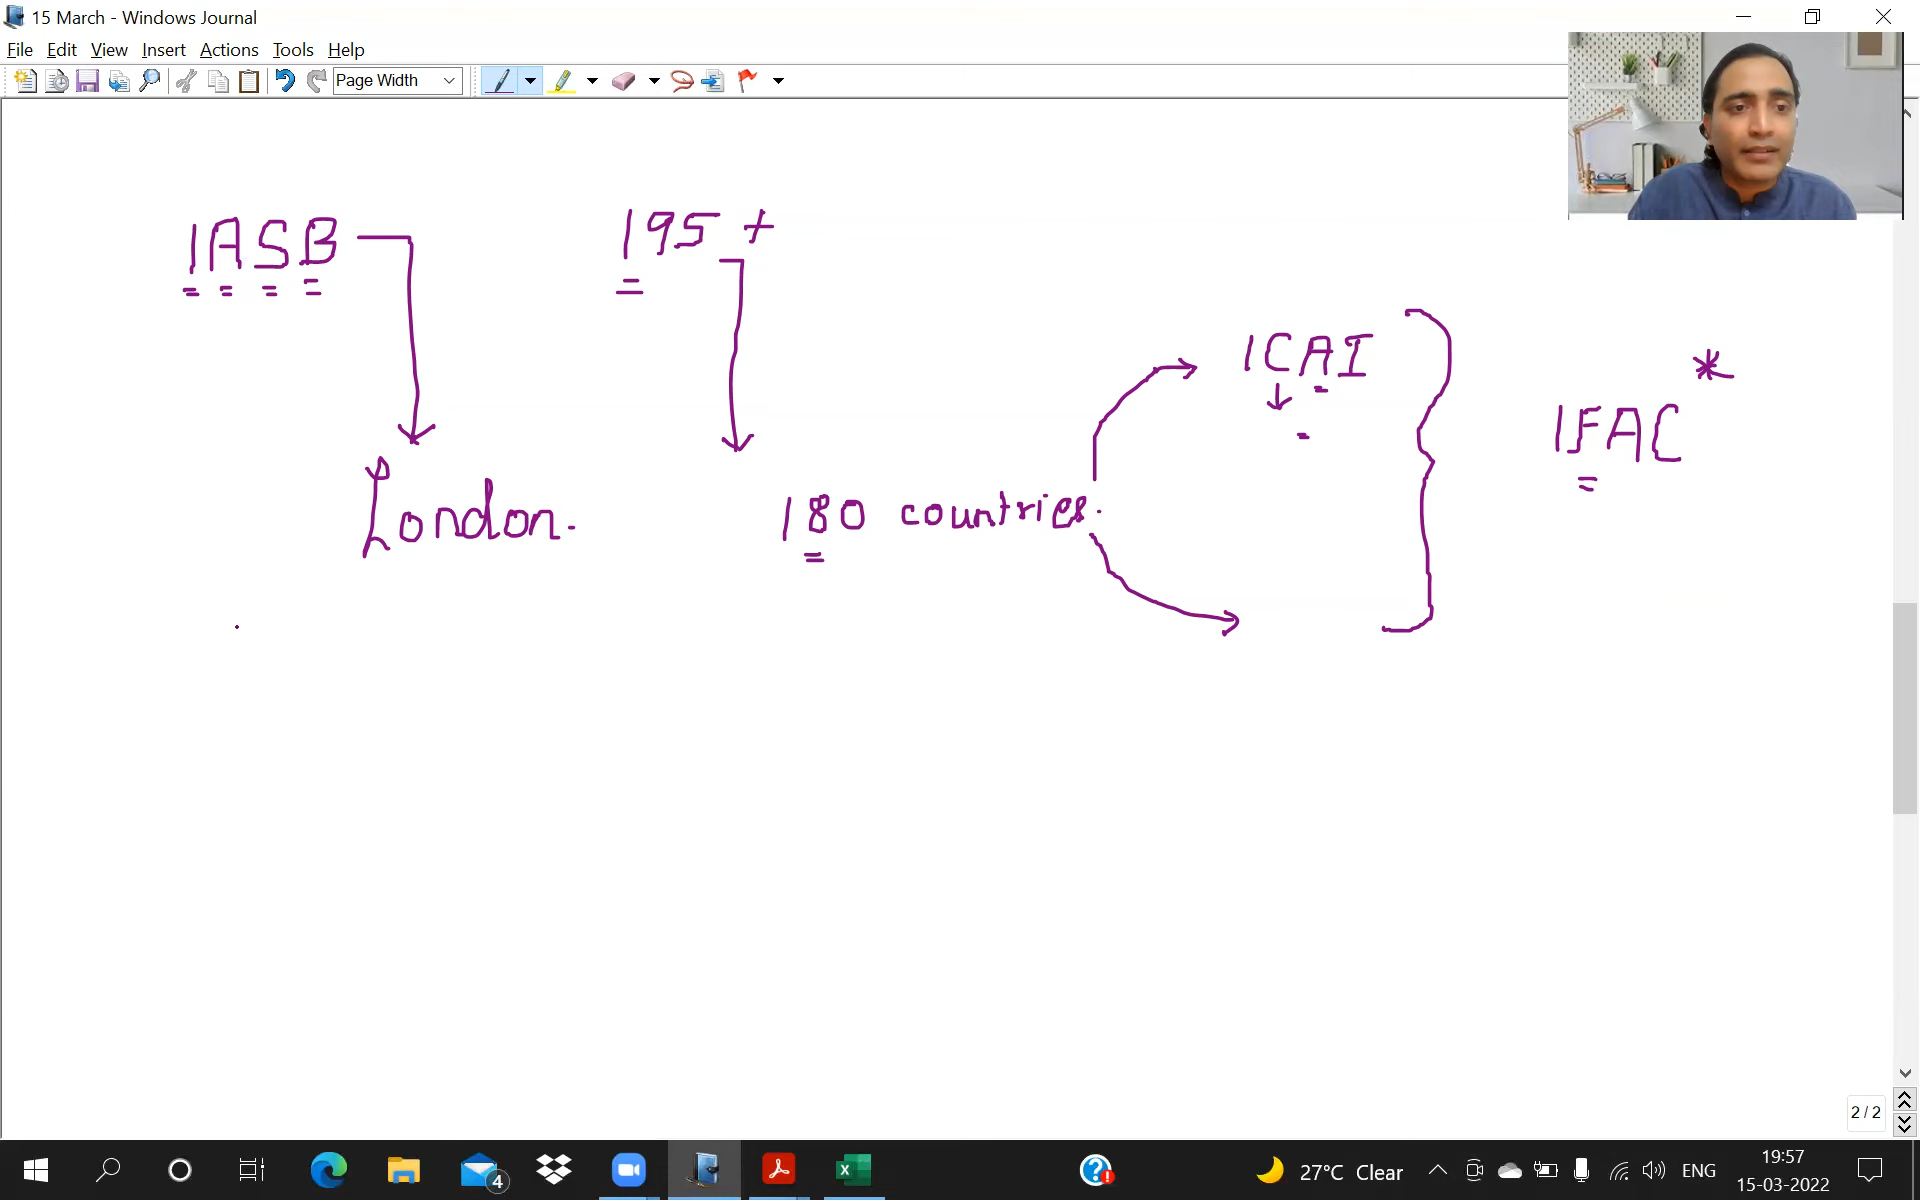 15 March - Windows Journal
File Edit View Insert Actions Tools Help
Page Width
IASB
195 +
ICAI
IFAC *
London.
180 countries.
2 / 2
4
27°C Clear
ENG
19:57
15-03-2022